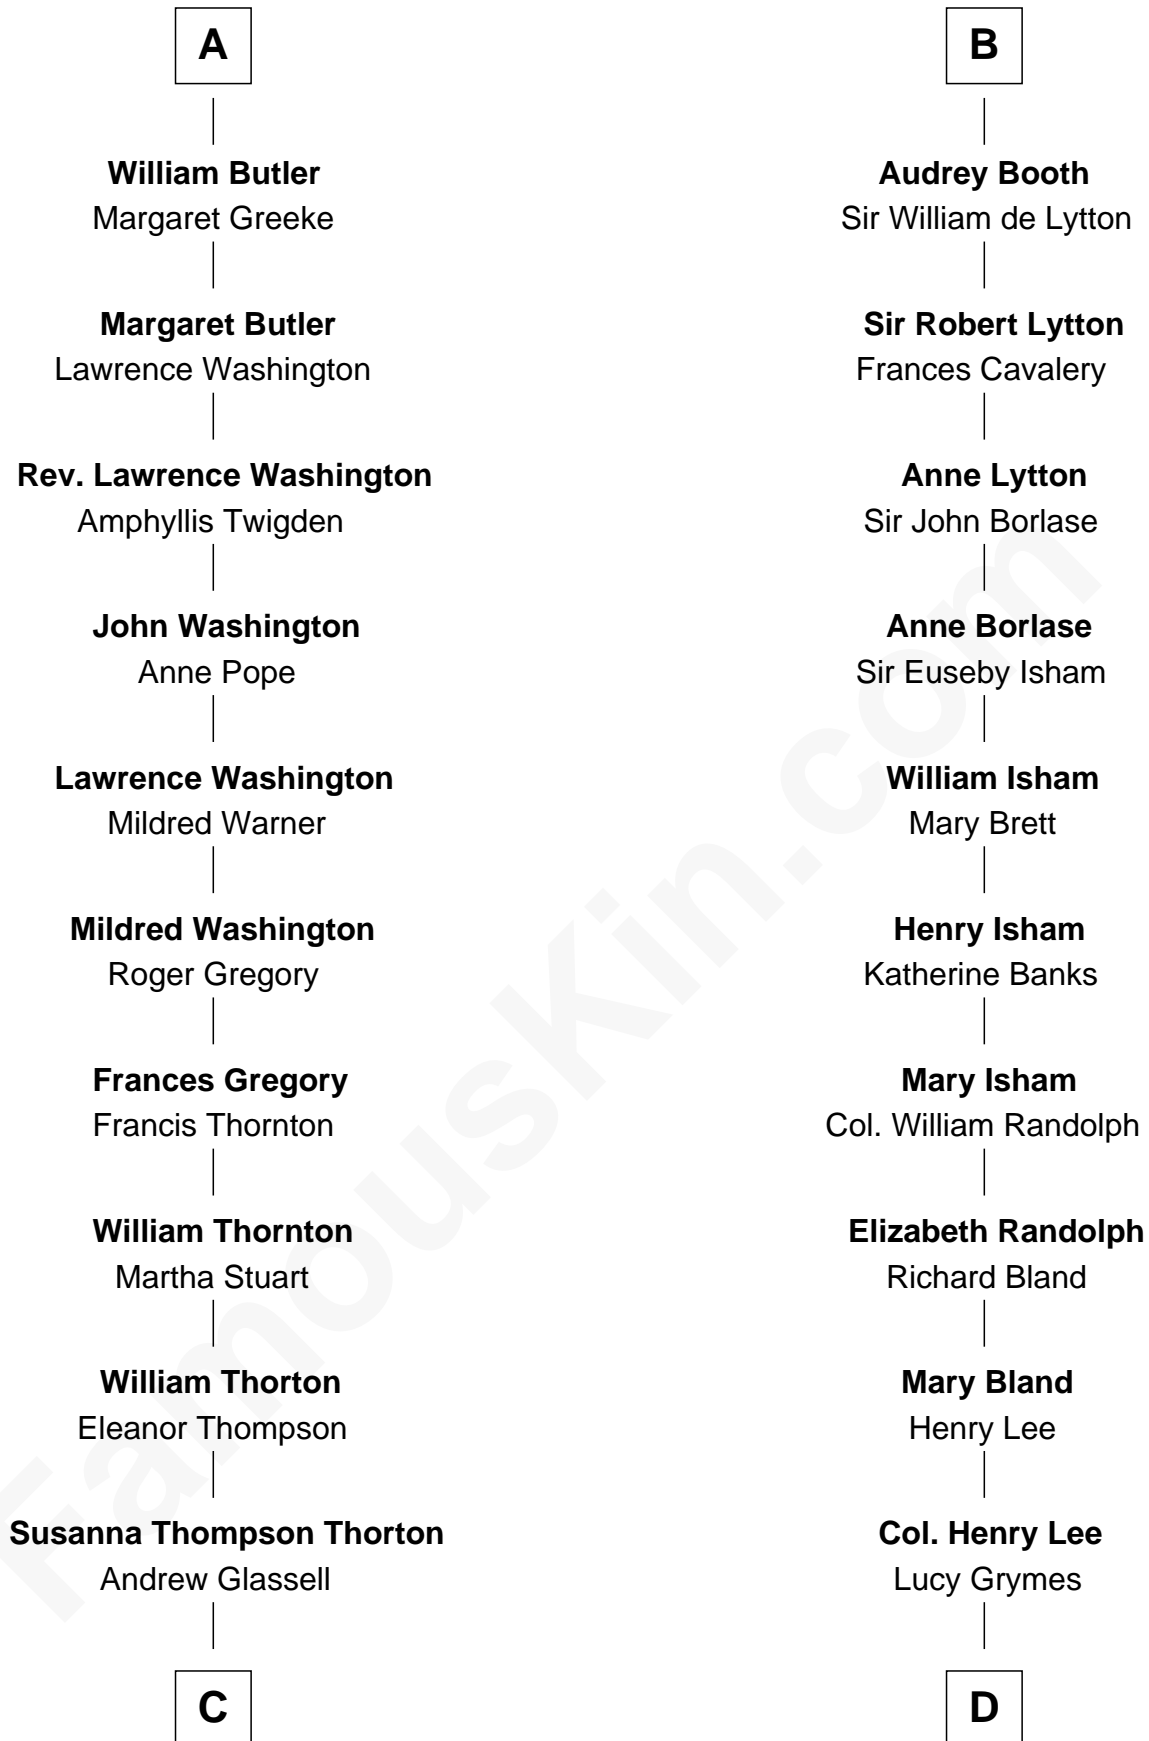 A
William Butler
Margaret Greeke
Margaret Butler
Lawrence Washington
Rev. Lawrence Washington
Amphyllis Twigden
John Washington
Anne Pope
Lawrence Washington
Mildred Warner
Mildred Washington
Roger Gregory
Frances Gregory
Francis Thornton
William Thornton
Martha Stuart
William Thorton
Eleanor Thompson
Susanna Thompson Thorton
Andrew Glassell
C
B
Audrey Booth
Sir William de Lytton
Sir Robert Lytton
Frances Cavalery
Anne Lytton
Sir John Borlase
Anne Borlase
Sir Euseby Isham
William Isham
Mary Brett
Henry Isham
Katherine Banks
Mary Isham
Col. William Randolph
Elizabeth Randolph
Richard Bland
Mary Bland
Henry Lee
Col. Henry Lee
Lucy Grymes
D
FamousKin.com